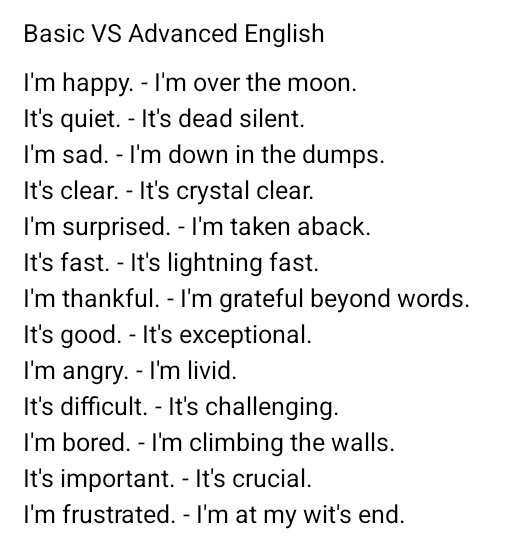 Basic VS Advanced English
I'm happy. - I'm over the moon.
It's quiet. - It's dead silent.
I'm sad. - I'm down in the dumps.
It's clear. - It's crystal clear.
I'm surprised. - I'm taken aback.
It's fast. - It's lightning fast.
I'm thankful. - I'm grateful beyond words.
It's good. - It's exceptional.
I'm angry. - I'm livid.
It's difficult. - It's challenging.
I'm bored. - I'm climbing the walls.
It's important. - It's crucial.
I'm frustrated. - I'm at my wit's end.